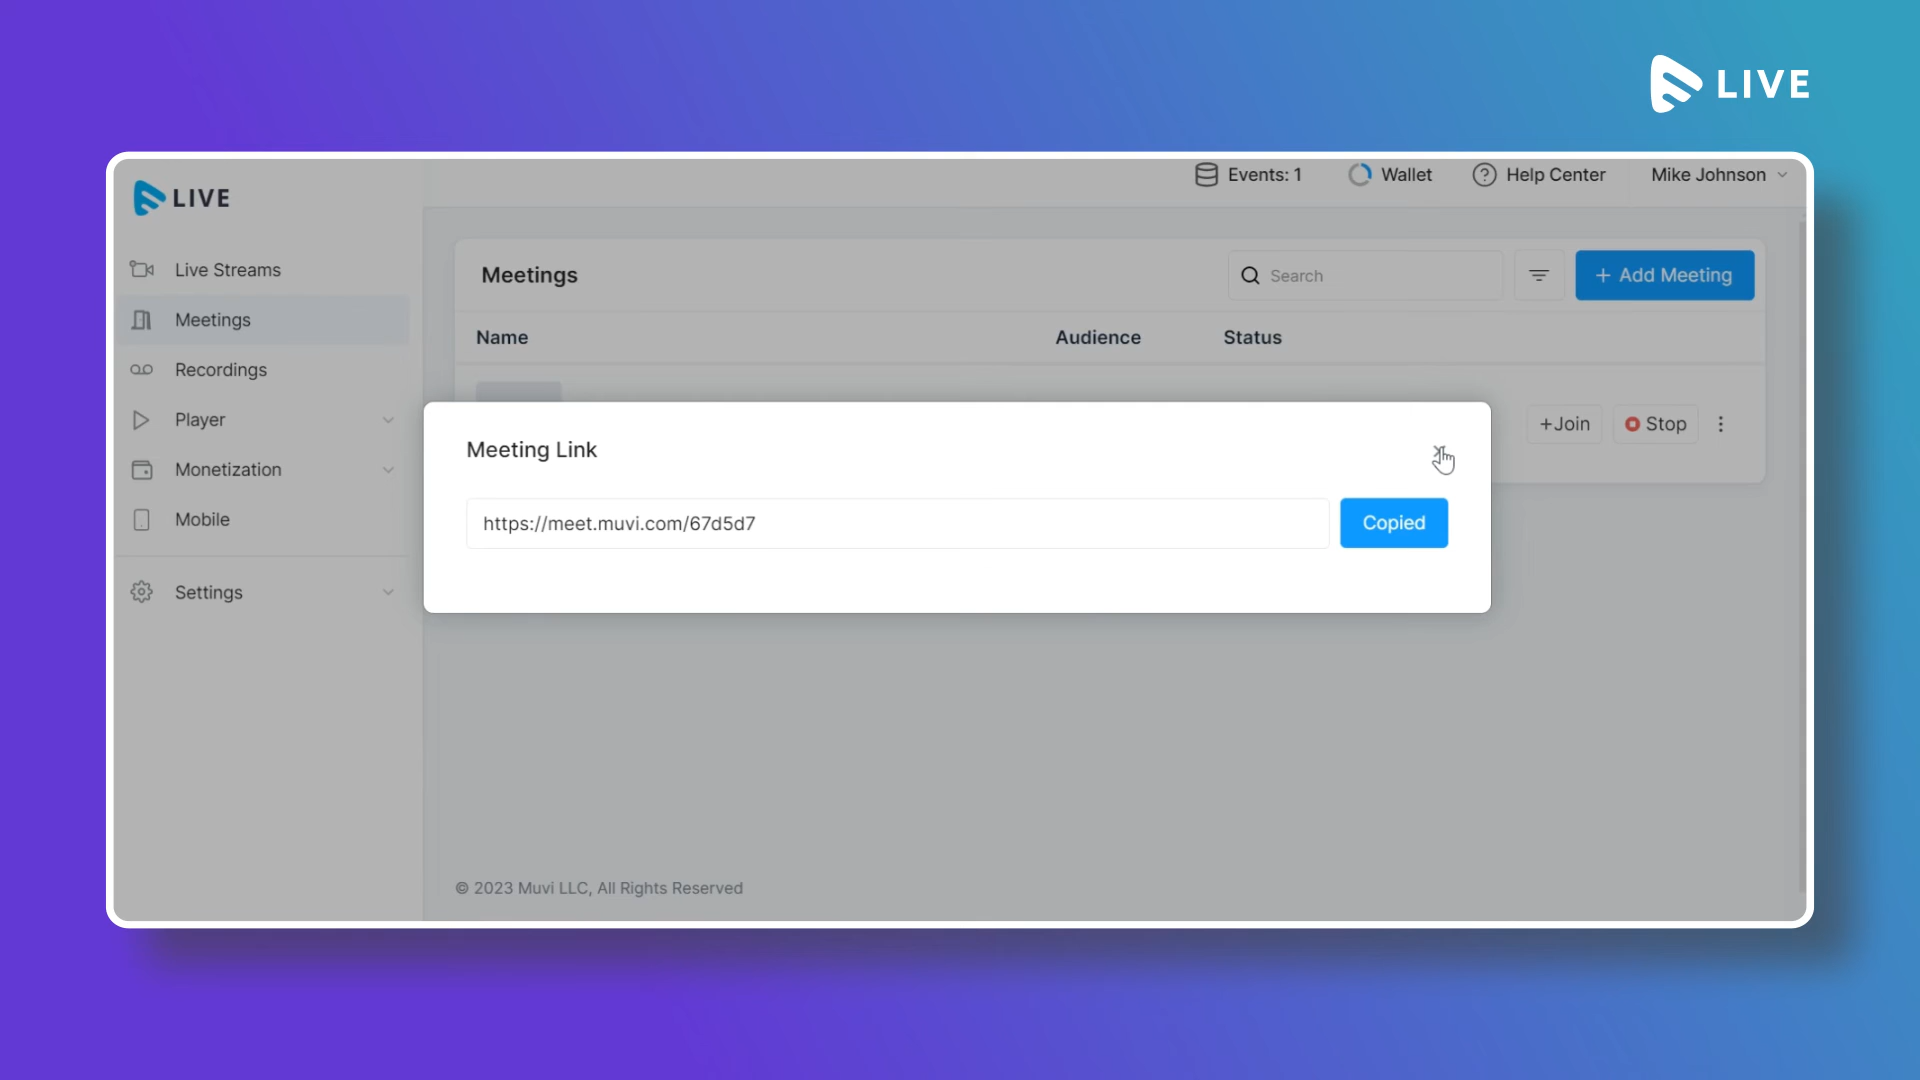 LIVE
LIVE
Events: 1
Wallet
Help Center
Mike Johnson
Live Streams
Meetings
Recordings
Player
Monetization
Mobile
Settings
Meetings
Search
+ Add Meeting
Name
Audience
Status
+Join
Stop
Meeting Link
https://meet.muvi.com/67d5d7
Copied
© 2023 Muvi LLC, All Rights Reserved